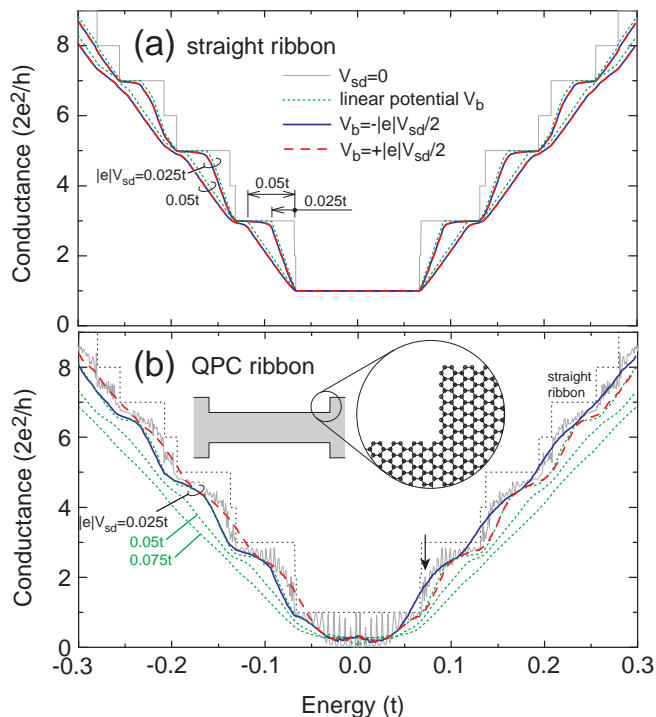 (a) straight ribbon
V_sd=0
linear potential V_b
V_b=-|e|V_sd/2
V_b=+|e|V_sd/2
|e|V_sd=0.025t
0.05t
0.05t
0.025t
8
6
4
2
0
Conductance (2e²/h)
(b) QPC ribbon
straight
ribbon
|e|V_sd=0.025t
0.05t
0.075t
8
6
4
2
0
Conductance (2e²/h)
-0.3 -0.2 -0.1 0.0 0.1 0.2 0.3
Energy (t)